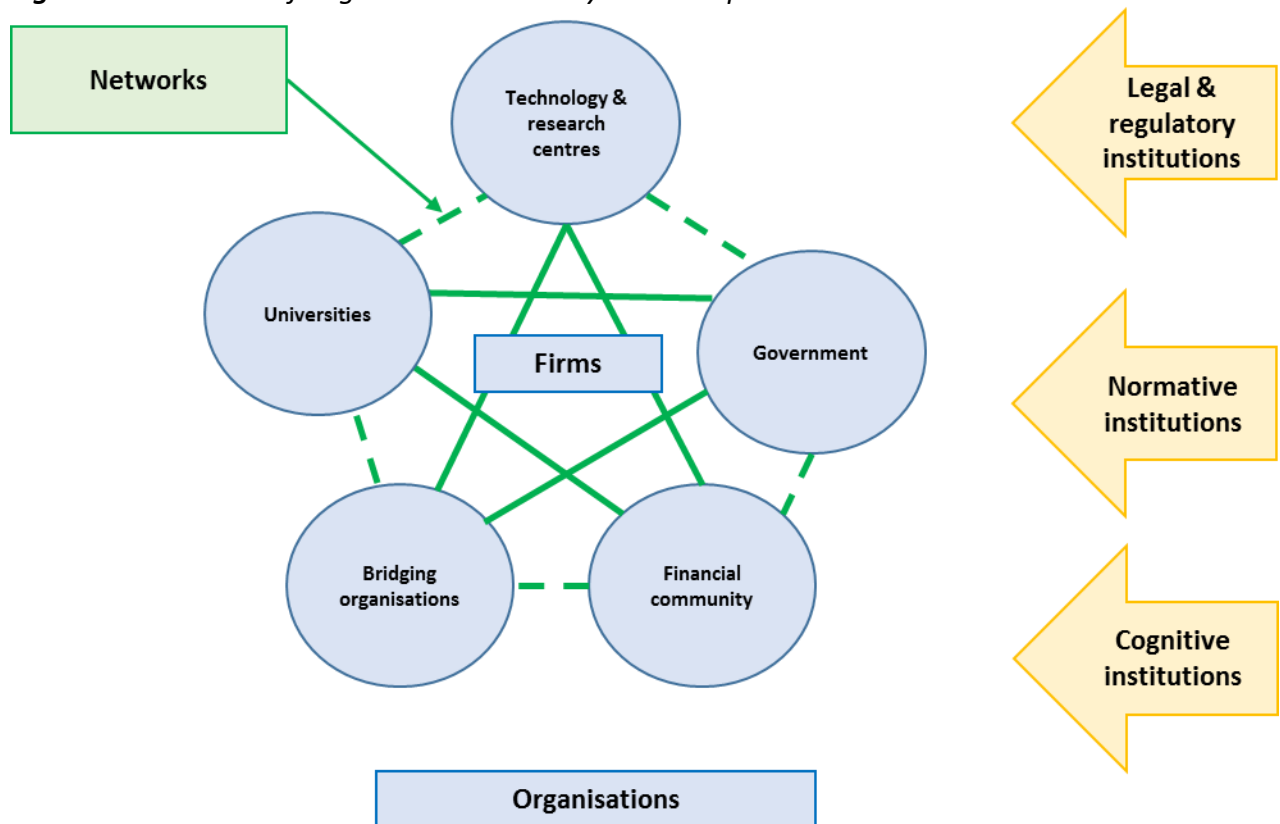 Networks
Technology &
research
centres
Legal &
regulatory
institutions
Universities
Firms
Government
Normative
institutions
Bridging
organisations
Financial
community
Cognitive
institutions
Organisations